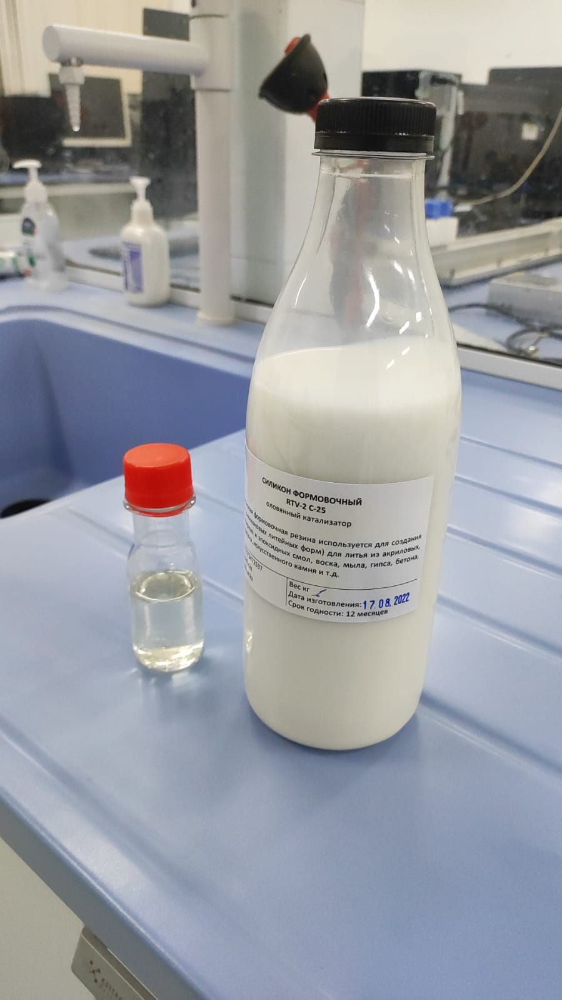 СИЛИКОН ФОРМОВОЧНЫЙ
RTV-2 C-25
оловянный катализатор
формовочная резина используется для создания
литейных форм) для литья из акриловых,
и эпоксидных смол, воска, мыла, гипса, бетона,
искусственного камня и т.д.
Вес кг 1
Дата изготовления: 17.08.2022
Срок годности: 12 месяцев